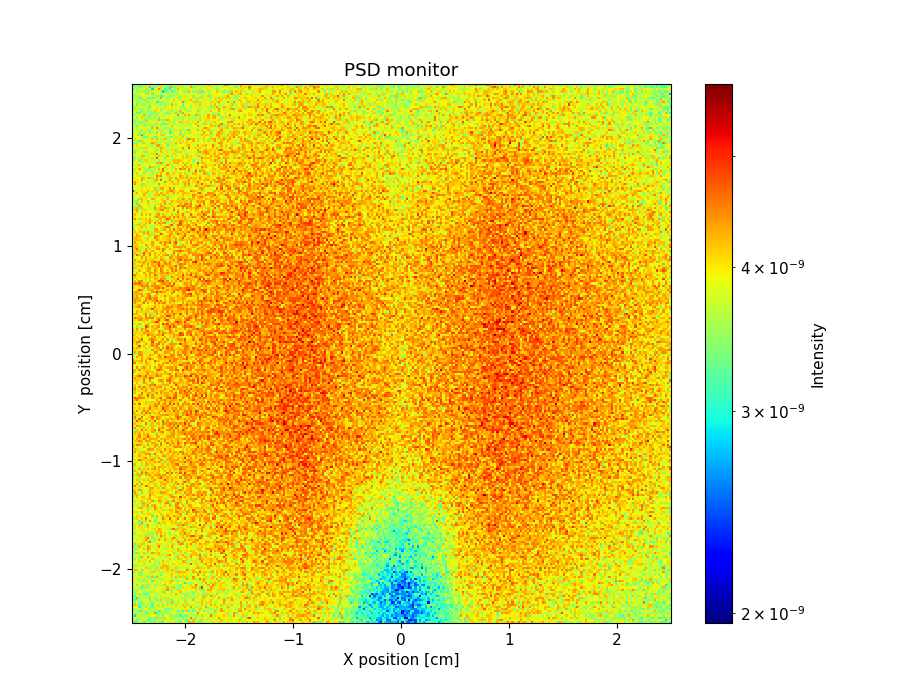 PSD monitor
Y  position [cm]
2
1
0
−1
−2
−2
−1
0
1
2
X position [cm]
4 × 10⁻⁹
3 × 10⁻⁹
2 × 10⁻⁹
Intensity